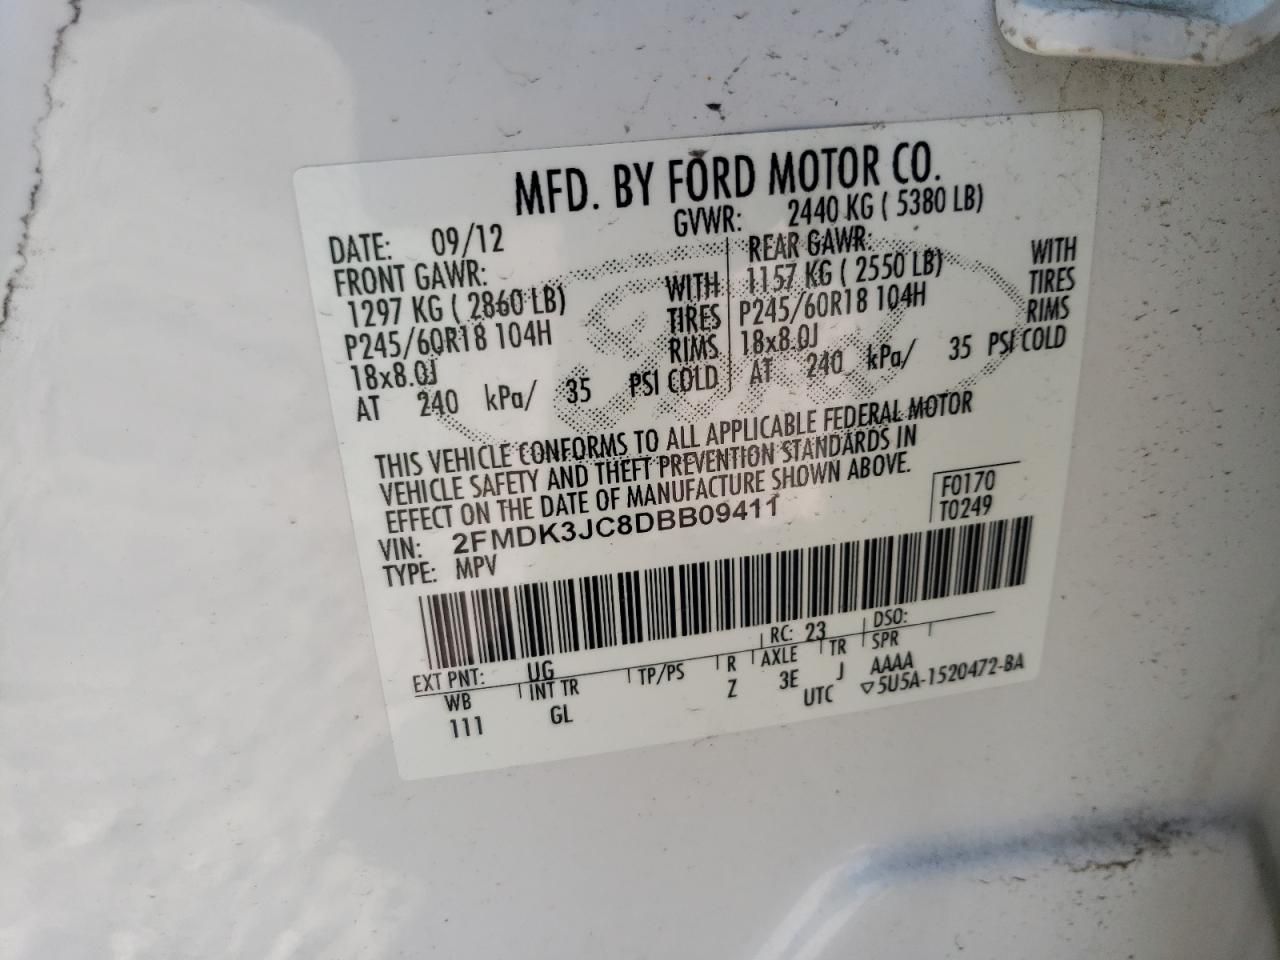 MFD. BY FORD MOTOR CO.
DATE: 09/12 GVWR: 2440 KG ( 5380 LB)
FRONT GAWR: REAR GAWR:
1297 KG ( 2860 LB) WITH 1157 KG ( 2550 LB) WITH
P245/60R18 104H TIRES P245/60R18 104H TIRES
18x8.0J RIMS 18x8.0J RIMS
AT 240 kPa/ 35 PSI COLD AT 240 kPa/ 35 PSI COLD
THIS VEHICLE CONFORMS TO ALL APPLICABLE FEDERAL MOTOR
VEHICLE SAFETY AND THEFT PREVENTION STANDARDS IN
EFFECT ON THE DATE OF MANUFACTURE SHOWN ABOVE.
F0170
T0249
VIN: 2FMDK3JC8DBB09411
TYPE: MPV
EXT PNT: UG RC: 23 DSO:
WB INT TR TP/PS R AXLE TR SPR
111 GL Z 3E J AAAA
UTC ▽5U5A-1520472-BA